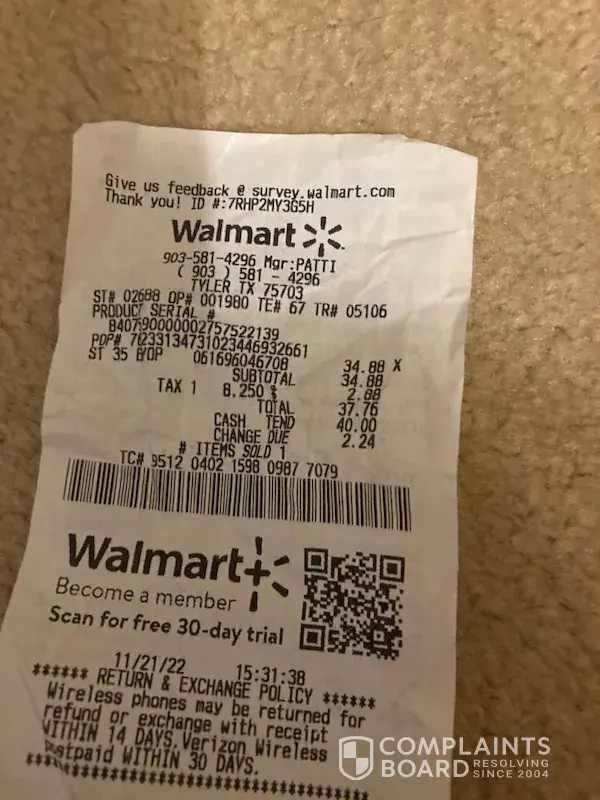 Give us feedback @ survey.walmart.com
Thank you! ID #:7RHP2MY3G5H
Walmart
903-581-4296 Mgr:PATTI
( 903 ) 581 - 4296
TYLER TX 75703
ST# 02688 OP# 001980 TE# 67 TR# 05106
PRODUCT SERIAL #
840790000002757522139
PDP# 
ST 35 061696046708 34.88 X
SUBTOTAL 34.88
TAX 1 8.250 % 2.88
TOTAL 37.76
CASH TEND 40.00
CHANGE DUE 2.24
# ITEMS SOLD 1
TC# 9512 0402 1598 0987 7079
Walmart+
Become a member
Scan for free 30-day trial
11/21/22 15:31:38
****** RETURN & EXCHANGE POLICY ******
Wireless phones may be returned for
refund or exchange with receipt
WITHIN 14 DAYS. Verizon Wireless
Postpaid WITHIN 30 DAYS.
COMPLAINTS
BOARD RESOLVING
SINCE 2004